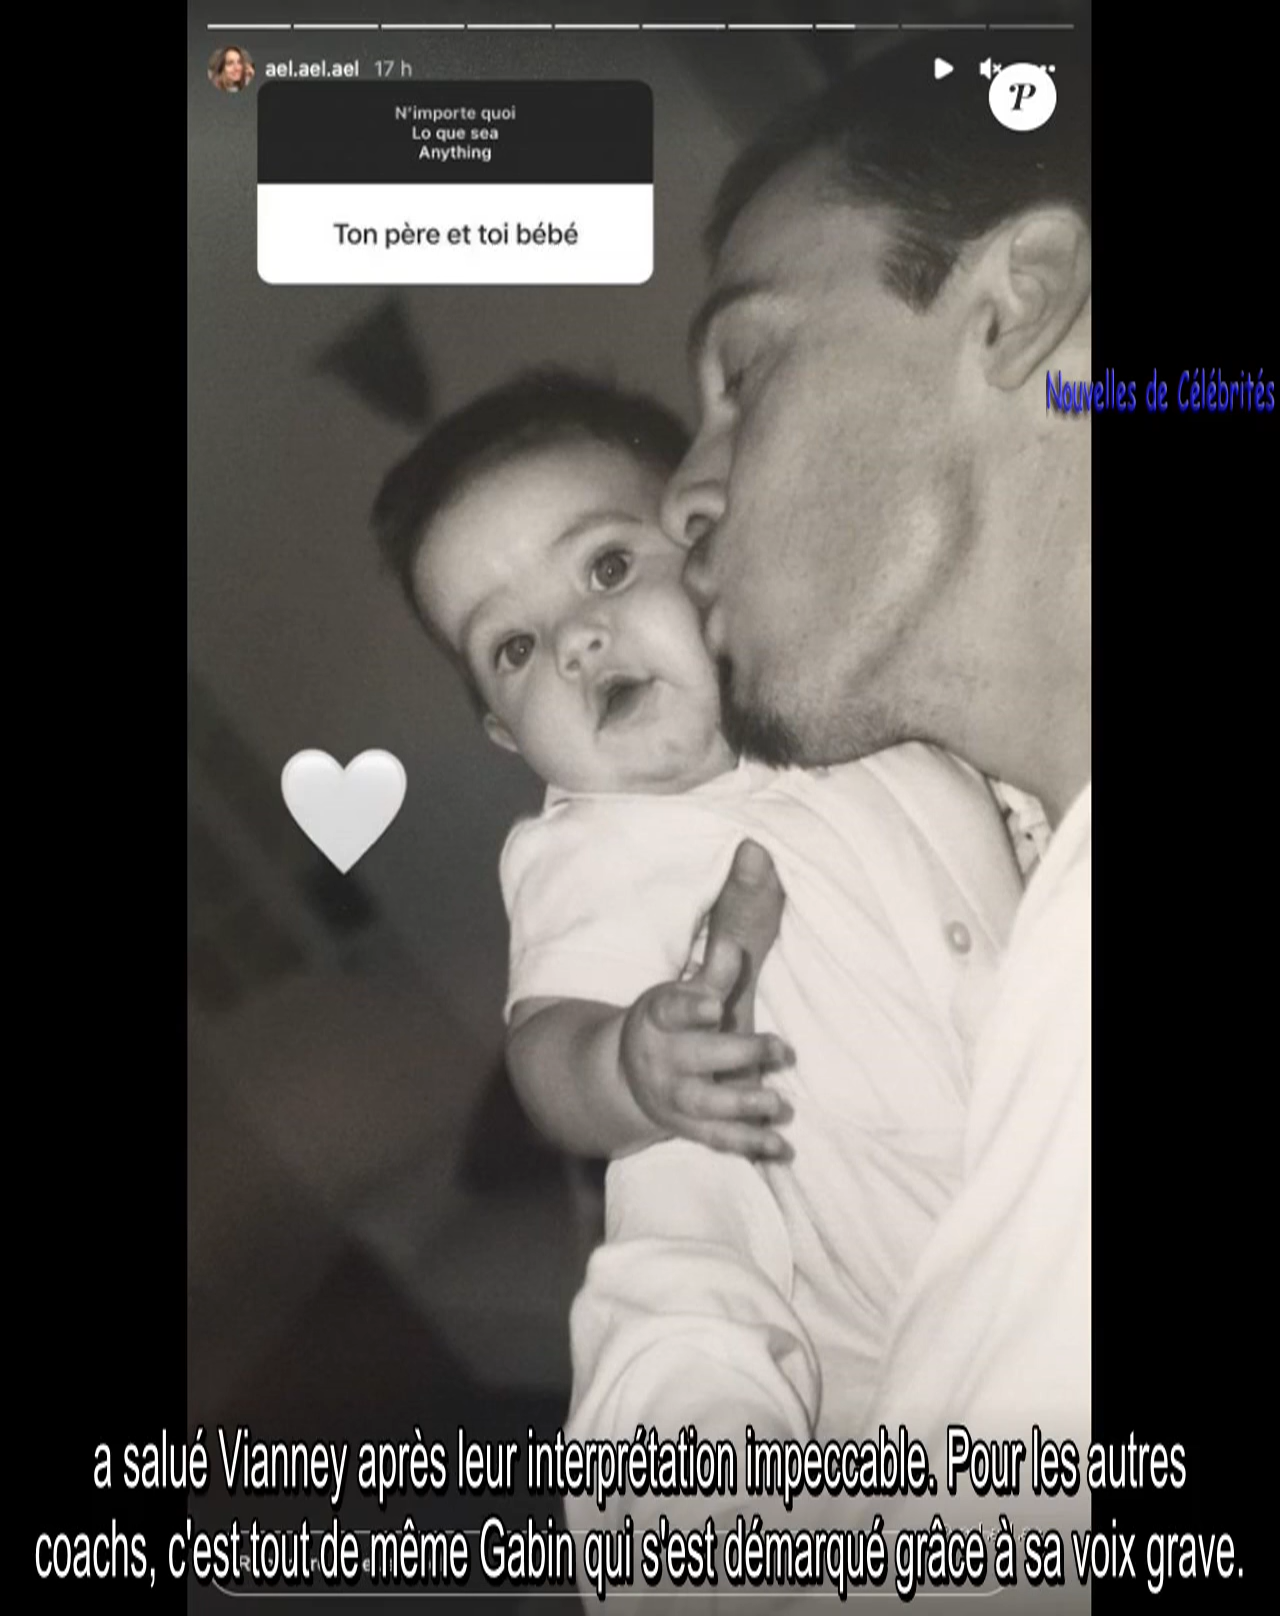 ael.ael.ael 17 h
N'importe quoi
Lo que sea
Anything
P
Ton père et toi bébé
Nouvelles de Célébrités
a salué Vianney après leur interprétation impeccable. Pour les autres
coachs, c'est tout de même Gabin qui s'est démarqué grâce à sa voix grave.